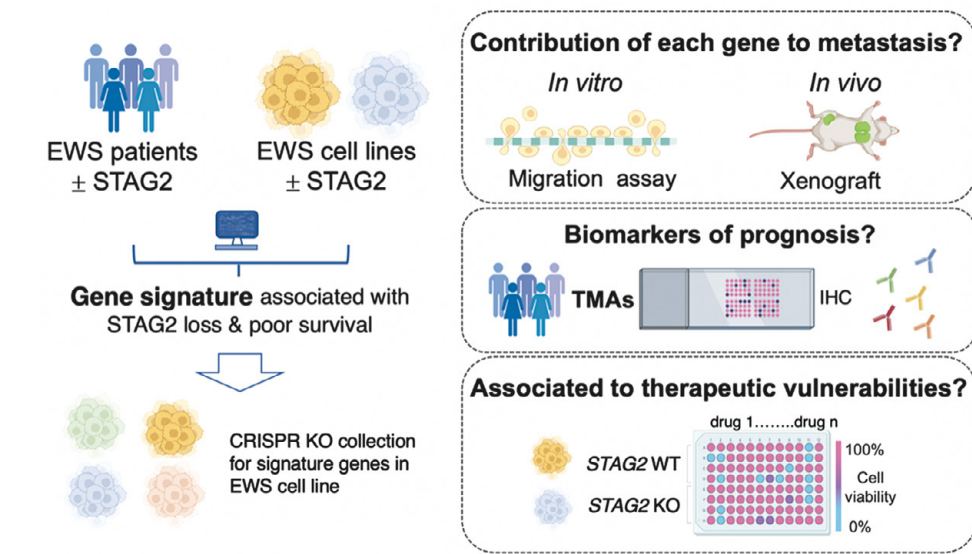 EWS patients
± STAG2
EWS cell lines
± STAG2
Gene signature associated with
STAG2 loss & poor survival
CRISPR KO collection
for signature genes in
EWS cell line
Contribution of each gene to metastasis?
In vitro
In vivo
Migration assay
Xenograft
Biomarkers of prognosis?
TMAs
IHC
Associated to therapeutic vulnerabilities?
drug 1........drug n
STAG2 WT
STAG2 KO
100%
Cell
viability
0%